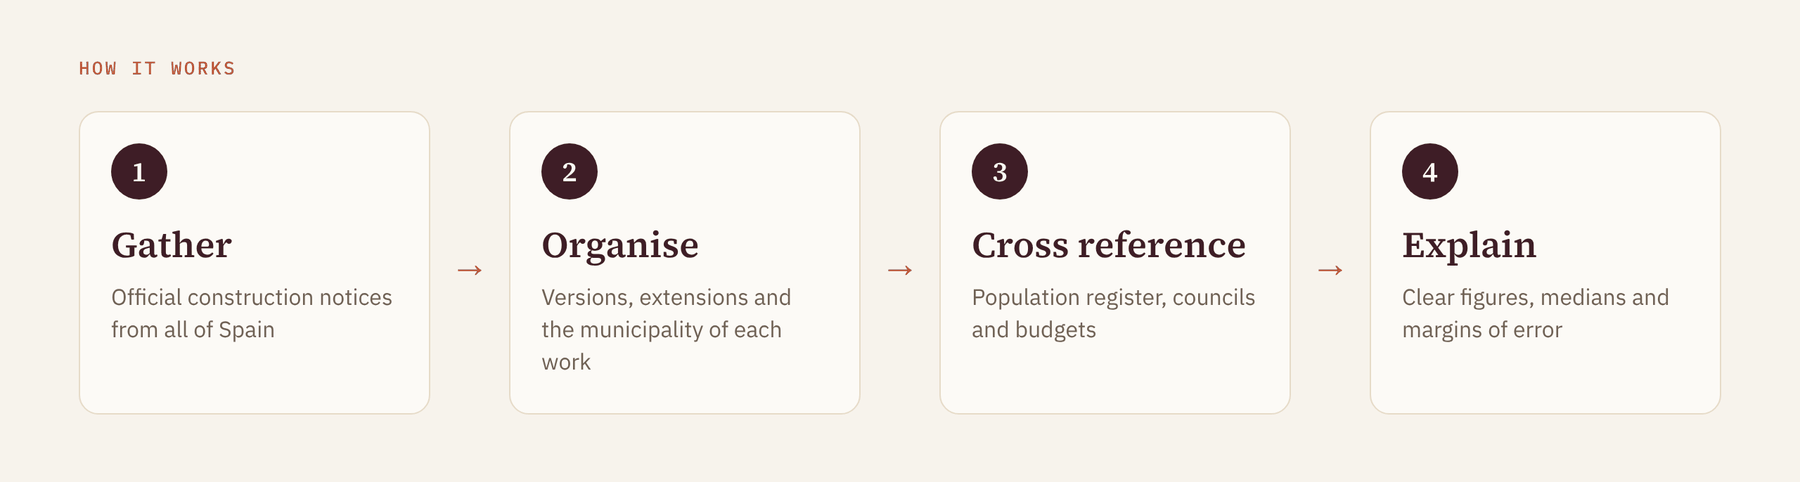 HOW IT WORKS
1
Gather
Official construction notices
from all of Spain
→
2
Organise
Versions, extensions and
the municipality of each
work
→
3
Cross reference
Population register, councils
and budgets
→
4
Explain
Clear figures, medians and
margins of error